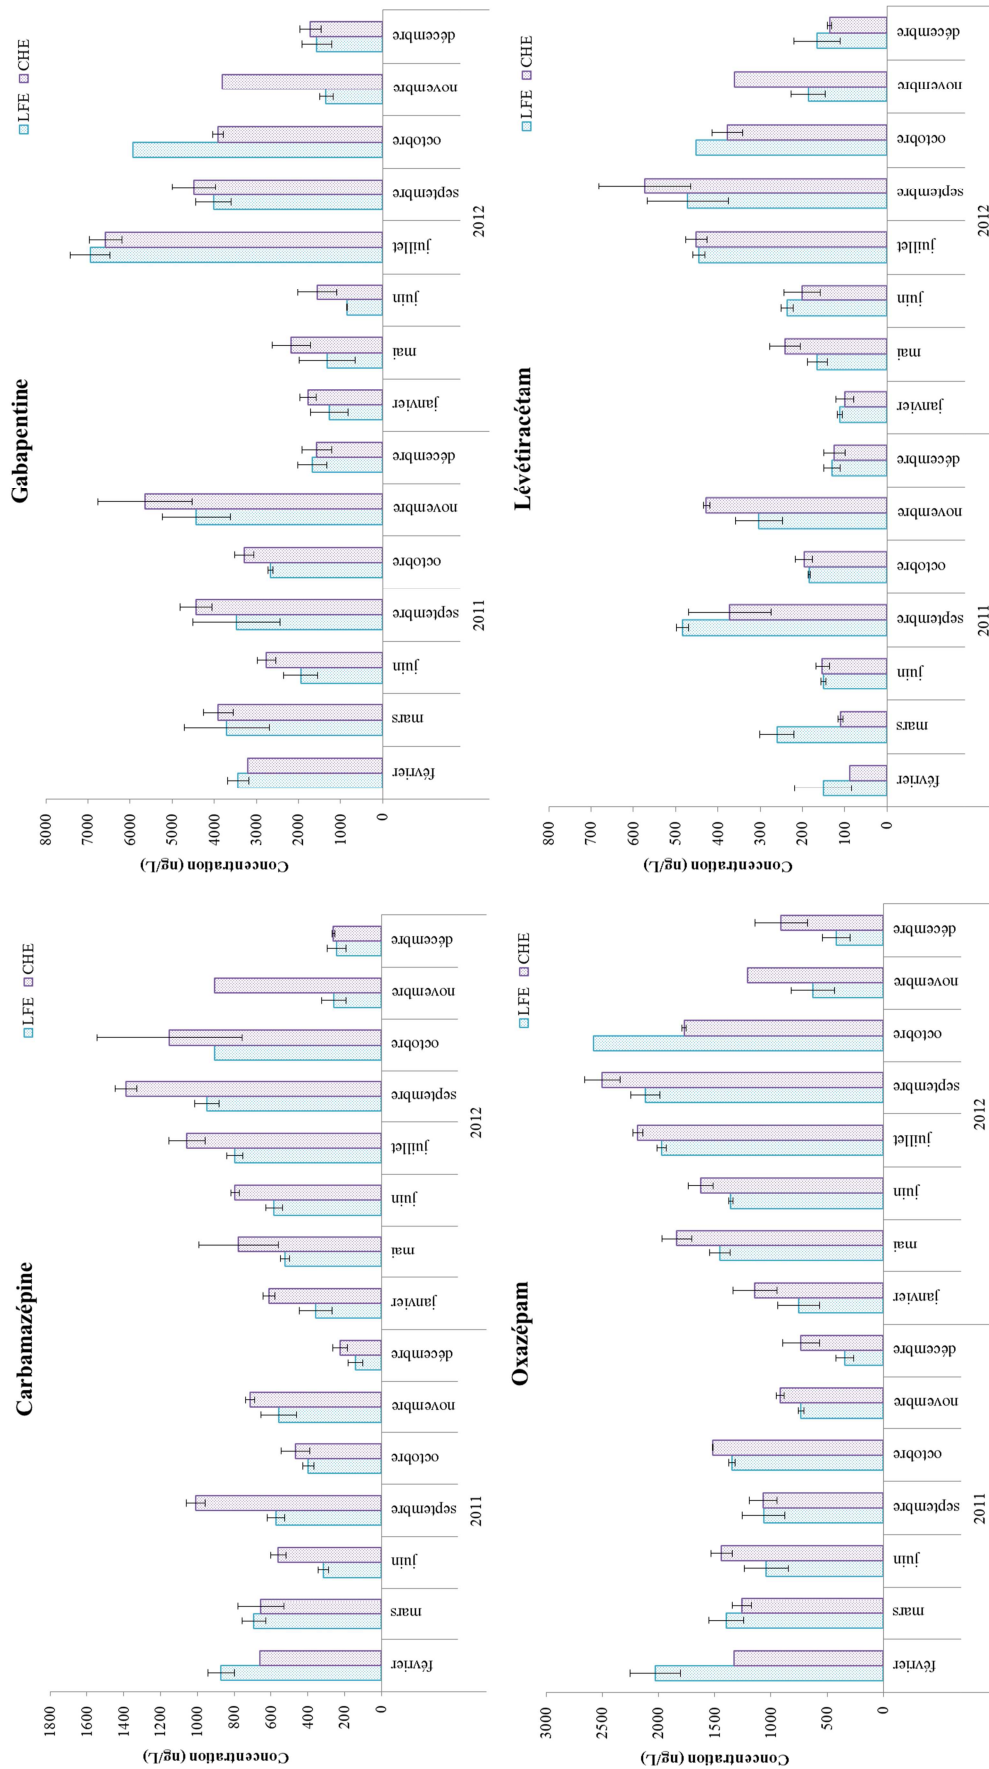 Carbamazépine
LFE CHE
Concentration (ng/L)
1800
1600
1400
1200
1000
800
600
400
200
0
février mars juin septembre octobre novembre décembre janvier mai juin juillet septembre octobre novembre décembre
2011 2012
Gabapentine
LFE CHE
Concentration (ng/L)
8000
7000
6000
5000
4000
3000
2000
1000
0
février mars juin septembre octobre novembre décembre janvier mai juin juillet septembre octobre novembre décembre
2011 2012
Oxazépam
LFE CHE
Concentration (ng/L)
3000
2500
2000
1500
1000
500
0
février mars juin septembre octobre novembre décembre janvier mai juin juillet septembre octobre novembre décembre
2011 2012
Lévétiracétam
LFE CHE
Concentration (ng/L)
800
700
600
500
400
300
200
100
0
février mars juin septembre octobre novembre décembre janvier mai juin juillet septembre octobre novembre décembre
2011 2012